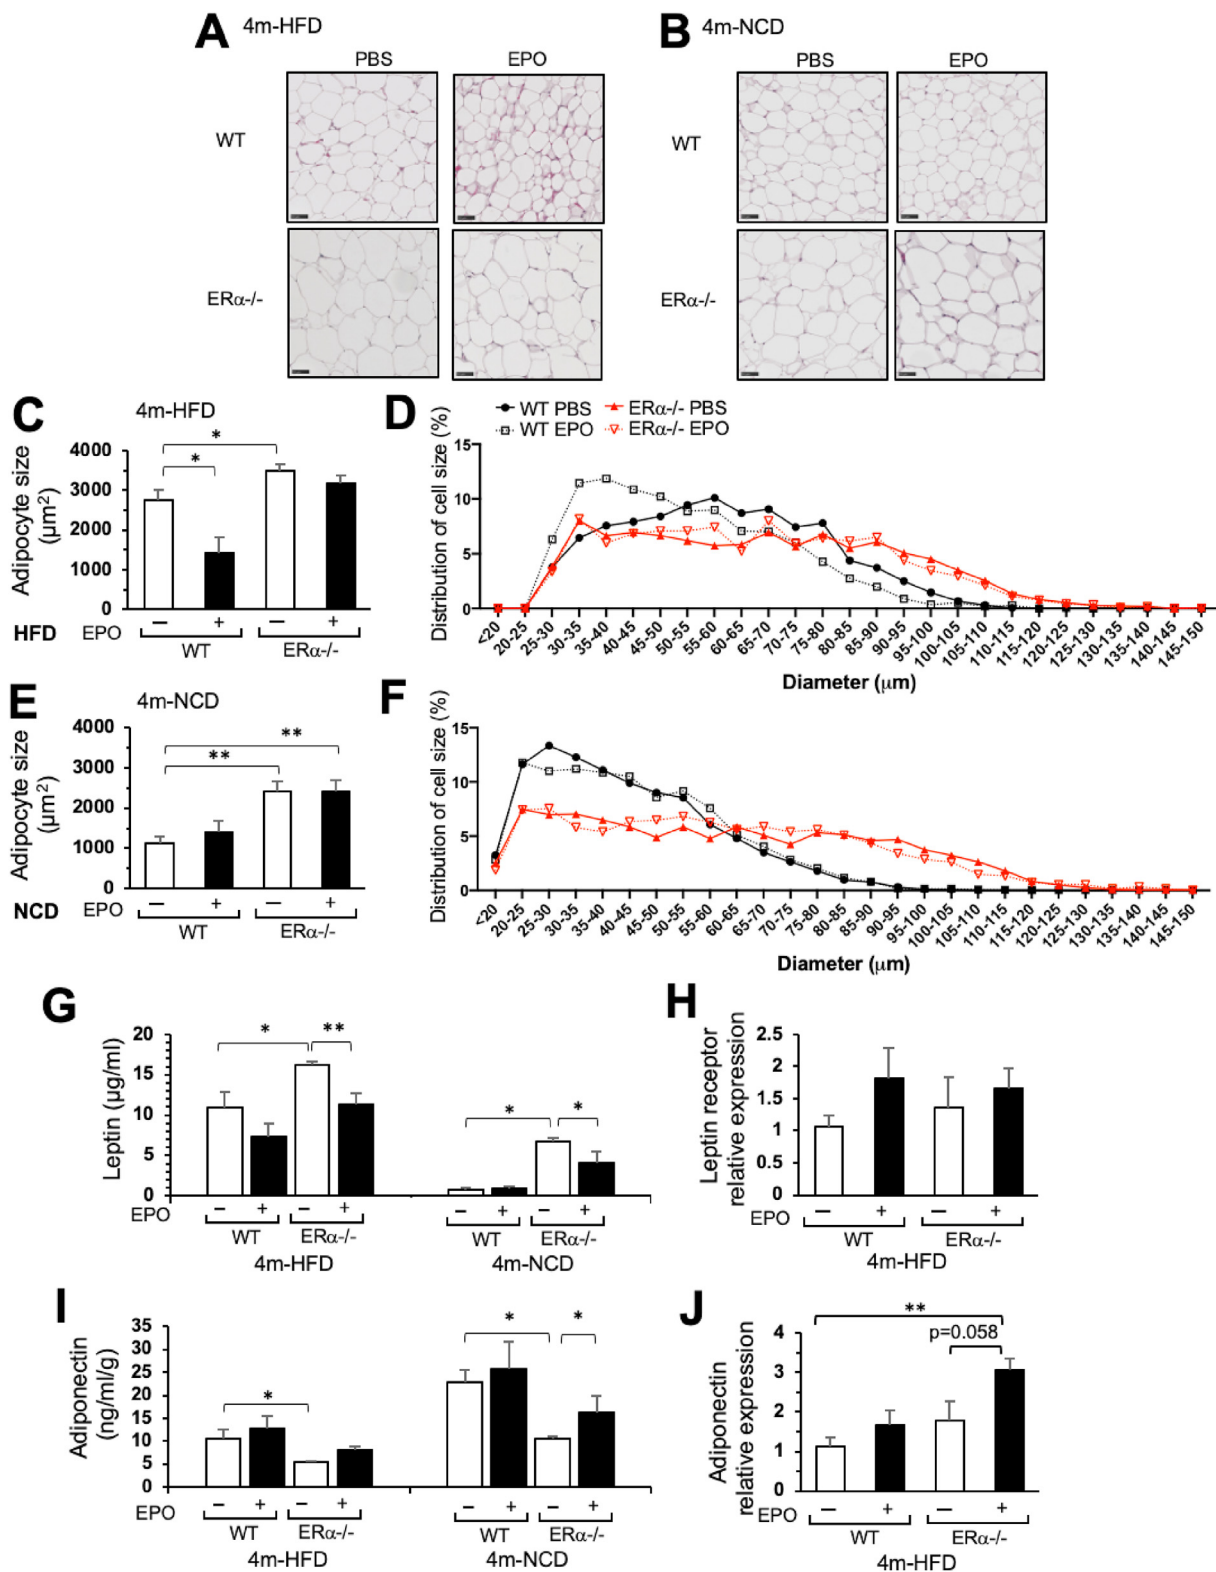 A 4m-HFD
PBS EPO
WT
ERα-/-
B 4m-NCD
PBS EPO
WT
ERα-/-
C 4m-HFD
Adipocyte size (µm²)
4000
3000
2000
1000
0
* *
HFD EPO − + − +
WT ERα-/-
D
WT PBS ERα-/- PBS
WT EPO ERα-/- EPO
Distribution of cell size (%)
15
10
5
0
<20 20-25 25-30 30-35 35-40 40-45 45-50 50-55 55-60 60-65 65-70 70-75 75-80 80-85 85-90 90-95 95-100 100-105 105-110 110-115 115-120 120-125 125-130 130-135 135-140 140-145 145-150
Diameter (μm)
E 4m-NCD
Adipocyte size (µm²)
4000
3000
2000
1000
0
** **
NCD EPO − + − +
WT ERα-/-
F
Distribution of cell size (%)
15
10
5
0
<20 20-25 25-30 30-35 35-40 40-45 45-50 50-55 55-60 60-65 65-70 70-75 75-80 80-85 85-90 90-95 95-100 100-105 105-110 110-115 115-120 120-125 125-130 130-135 135-140 140-145 145-150
Diameter (μm)
G
Leptin (µg/ml)
20
15
10
5
0
* ** * *
EPO − + − + − + − +
WT ERα-/- WT ERα-/-
4m-HFD 4m-NCD
H
Leptin receptor relative expression
2.5
2
1.5
1
0.5
0
EPO − + − +
WT ERα-/-
4m-HFD
I
Adiponectin (ng/ml/g)
35
30
25
20
15
10
5
0
* * *
EPO − + − + − + − +
WT ERα-/- WT ERα-/-
4m-HFD 4m-NCD
J
Adiponectin relative expression
4
3
2
1
0
**
p=0.058
EPO − + − +
WT ERα-/-
4m-HFD